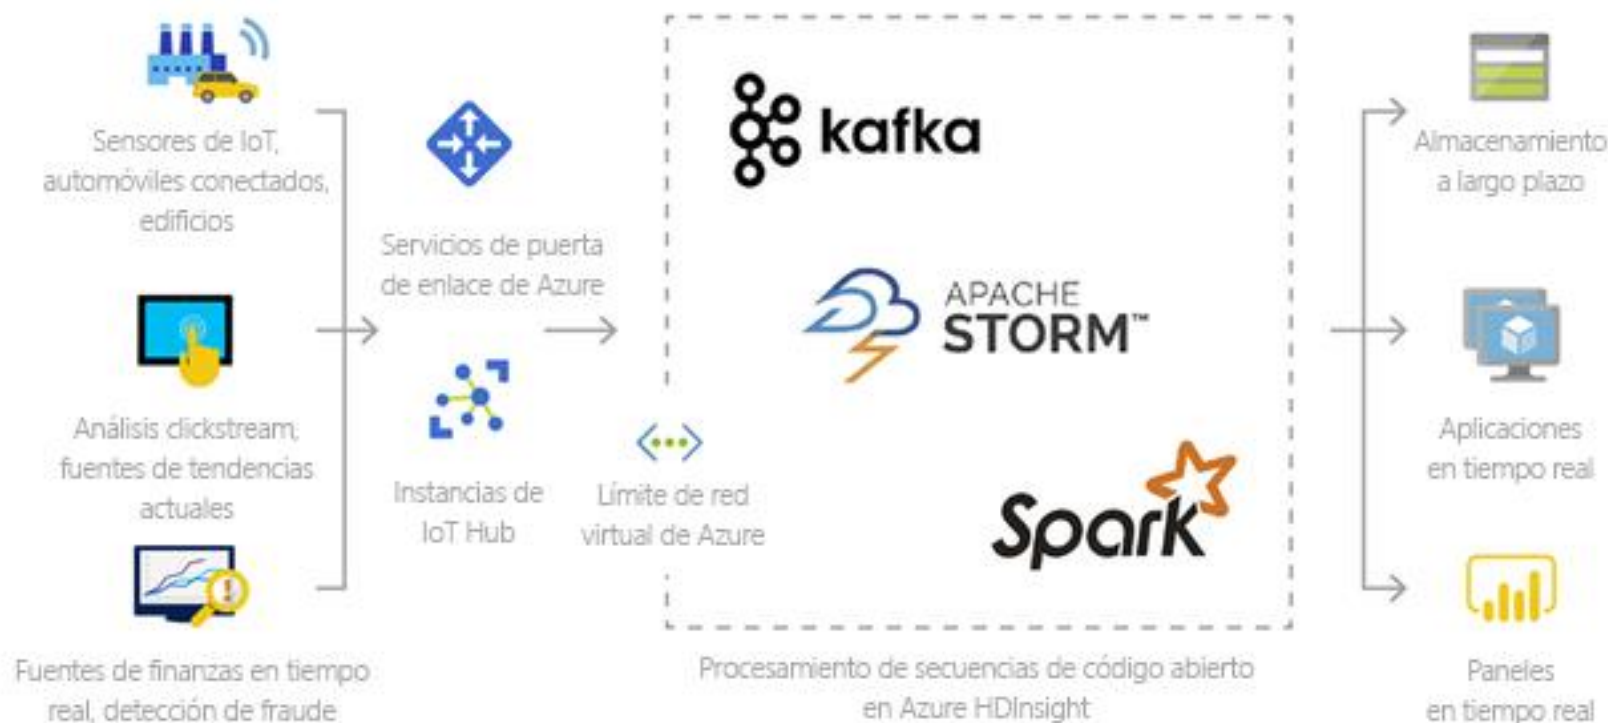 Sensores de IoT,
automóviles conectados,
edificios
Análisis clickstream,
fuentes de tendencias
actuales
Fuentes de finanzas en tiempo
real, detección de fraude
Servicios de puerta
de enlace de Azure
Instancias de
IoT Hub
Límite de red
virtual de Azure
kafka
APACHE
STORM™
Spark
Procesamiento de secuencias de código abierto
en Azure HDInsight
Almacenamiento
a largo plazo
Aplicaciones
en tiempo real
Paneles
en tiempo real